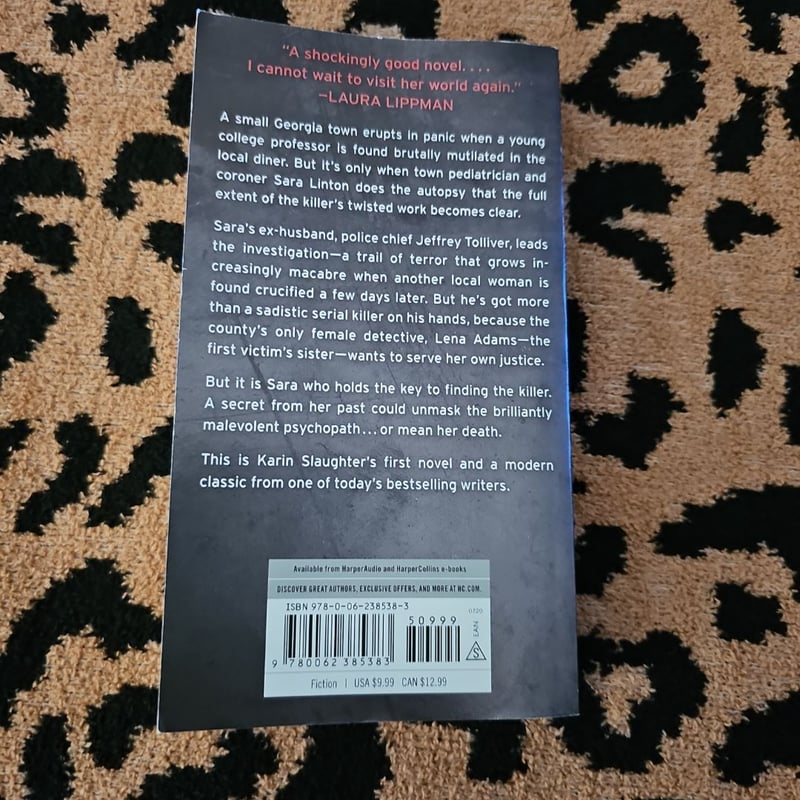 "A shockingly good novel. . . .
I cannot wait to visit her world again."
—LAURA LIPPMAN
A small Georgia town erupts in panic when a young
college professor is found brutally mutilated in the
local diner. But it's only when town pediatrician and
coroner Sara Linton does the autopsy that the full
extent of the killer's twisted work becomes clear.
Sara's ex-husband, police chief Jeffrey Tolliver, leads
the investigation—a trail of terror that grows in-
creasingly macabre when another local woman is
found crucified a few days later. But he's got more
than a sadistic serial killer on his hands, because the
county's only female detective, Lena Adams—the
first victim's sister—wants to serve her own justice.
But it is Sara who holds the key to finding the killer.
A secret from her past could unmask the brilliantly
malevolent psychopath . . . or mean her death.
This is Karin Slaughter's first novel and a modern
classic from one of today's bestselling writers.
Available from HarperAudio and HarperCollins e-books
DISCOVER GREAT AUTHORS, EXCLUSIVE OFFERS, AND MORE AT HC.COM.
ISBN 978-0-06-238538-3
0720
50999
EAN
S
9 780062 385383
Fiction | USA $9.99 CAN $12.99